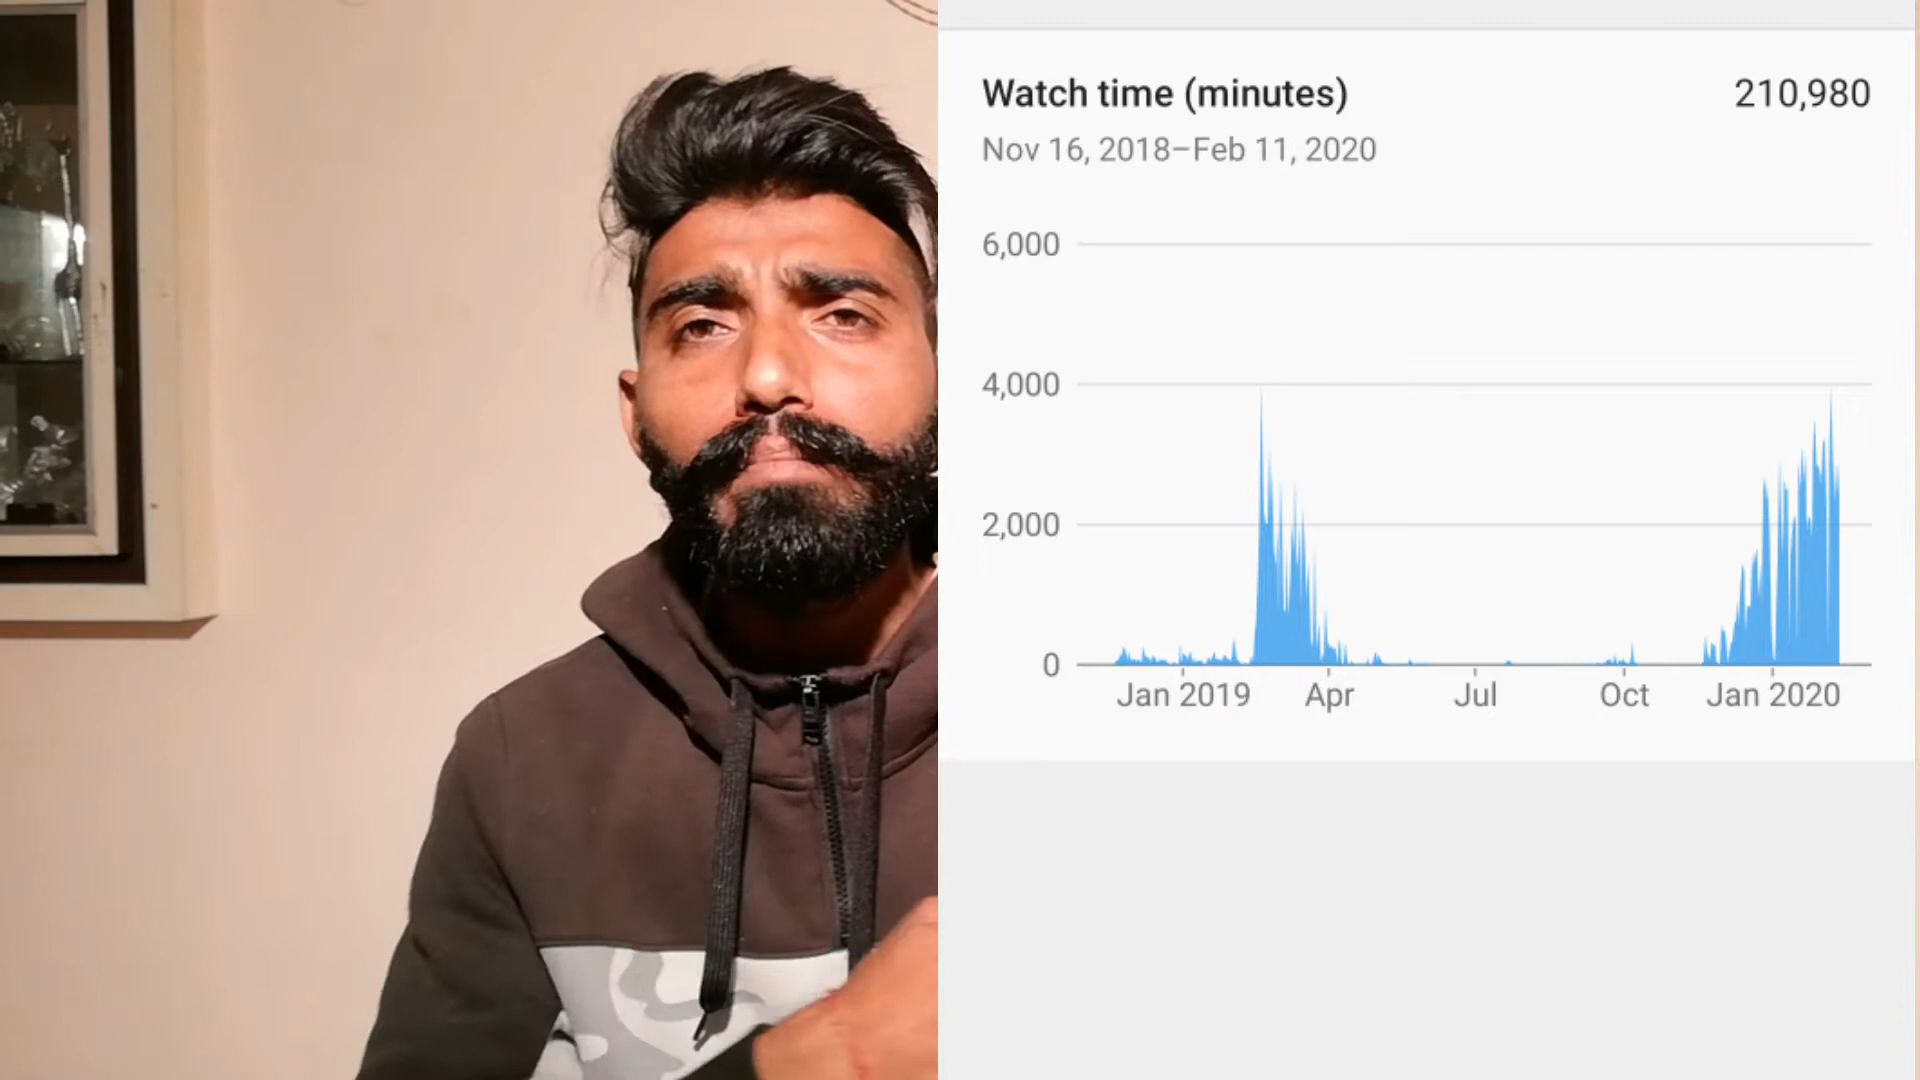 Watch time (minutes) 210,980
Nov 16, 2018–Feb 11, 2020
6,000
4,000
2,000
0
Jan 2019 Apr Jul Oct Jan 2020